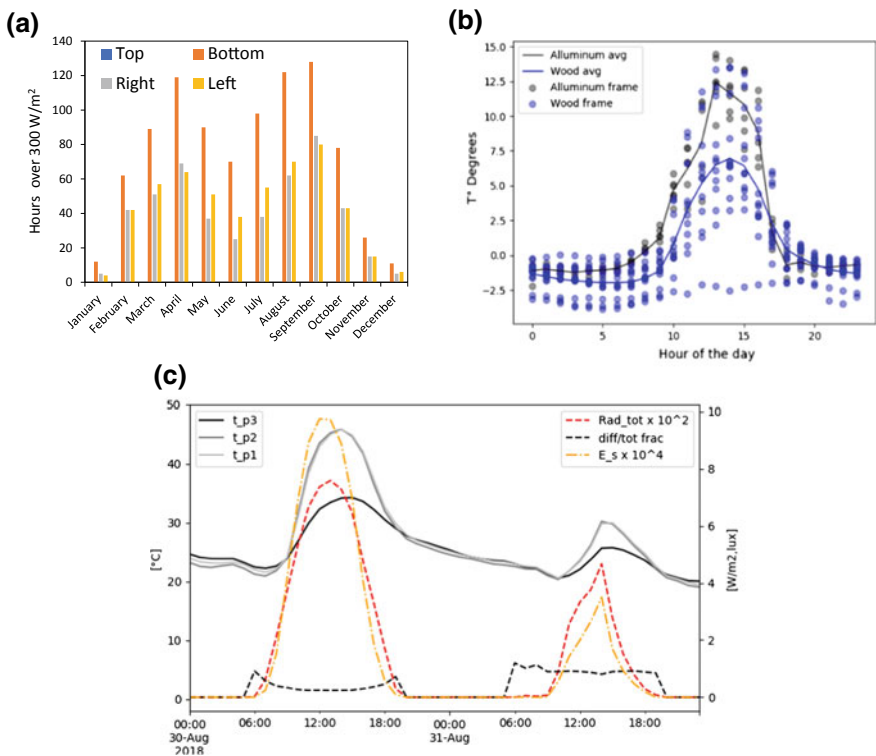 (a)
140
120
100
80
60
40
20
0
Hours over 300 W/m²
Top
Bottom
Right
Left
January
February
March
April
May
June
July
August
September
October
November
December
(b)
15.0
12.5
10.0
7.5
5.0
2.5
0.0
−2.5
T° Degrees
Alluminum avg
Wood avg
Alluminum frame
Wood frame
0
5
10
15
20
Hour of the day
(c)
50
40
30
20
10
0
[°C]
t_p3
t_p2
t_p1
Rad_tot x 10^2
diff/tot frac
E_s x 10^4
10
8
6
4
2
0
[W/m2,lux]
00:00
30-Aug
2018
06:00
12:00
18:00
00:00
31-Aug
06:00
12:00
18:00